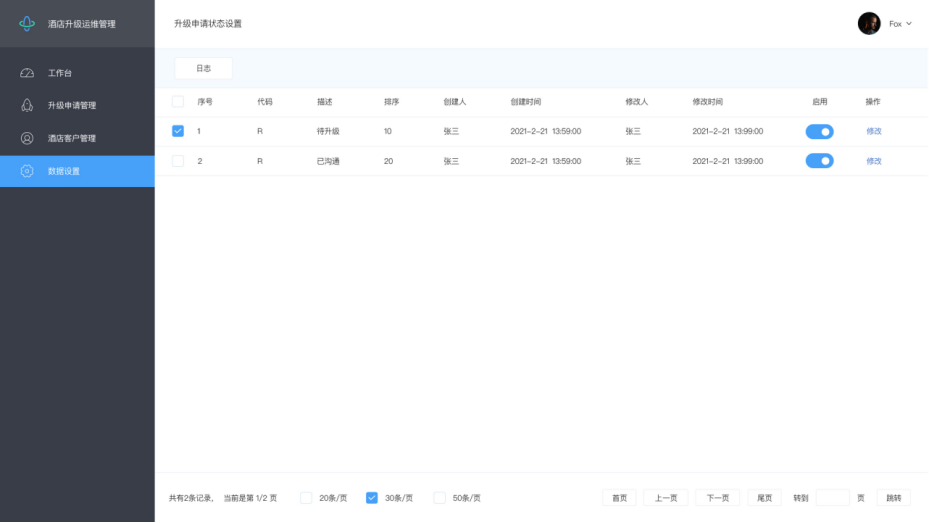 酒店升级运维管理
升级申请状态设置
Fox
工作台
升级申请管理
酒店客户管理
数据设置
日志
序号 代码 描述 排序 创建人 创建时间 修改人 修改时间 启用 操作
1 R 待升级 10 张三 2021-2-21 13:59:00 张三 2021-2-21 13:99:00 修改
2 R 已沟通 20 张三 2021-2-21 13:59:00 张三 2021-2-21 13:99:00 修改
共有2条记录, 当前是第 1/2 页 20条/页 30条/页 50条/页 首页 上一页 下一页 尾页 转到 页 跳转